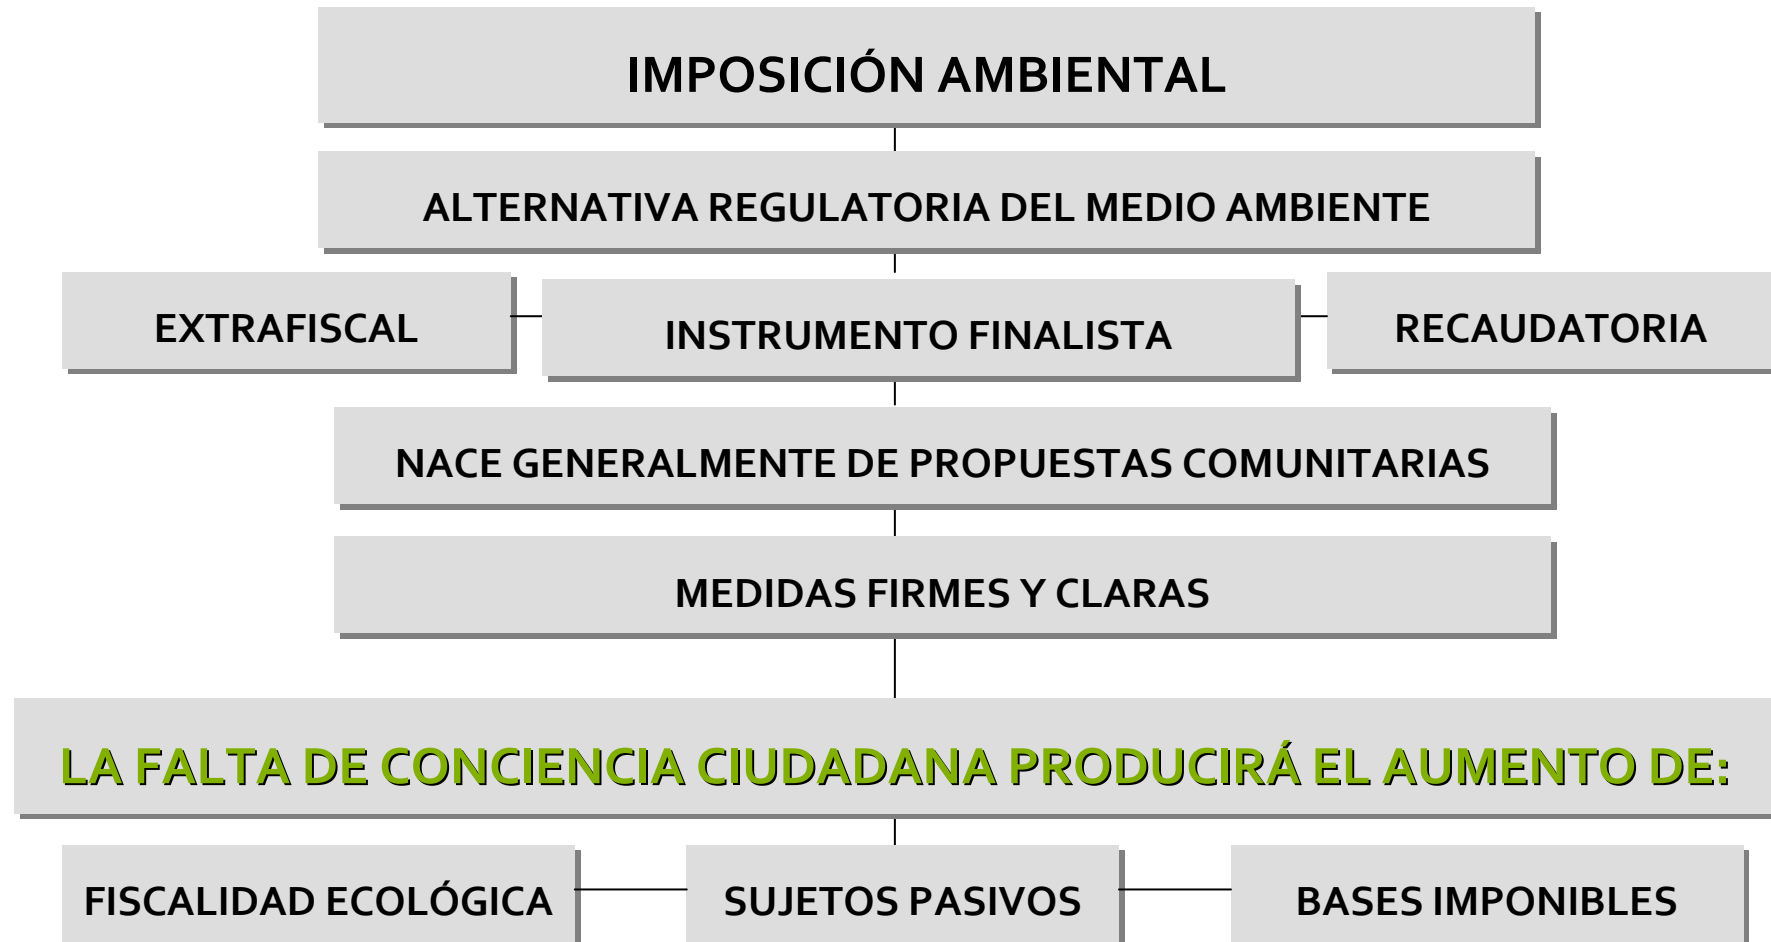 IMPOSICIÓN AMBIENTAL
ALTERNATIVA REGULATORIA DEL MEDIO AMBIENTE
EXTRAFISCAL
INSTRUMENTO FINALISTA
RECAUDATORIA
NACE GENERALMENTE DE PROPUESTAS COMUNITARIAS
MEDIDAS FIRMES Y CLARAS
LA FALTA DE CONCIENCIA CIUDADANA PRODUCIRÁ EL AUMENTO DE:
FISCALIDAD ECOLÓGICA
SUJETOS PASIVOS
BASES IMPONIBLES